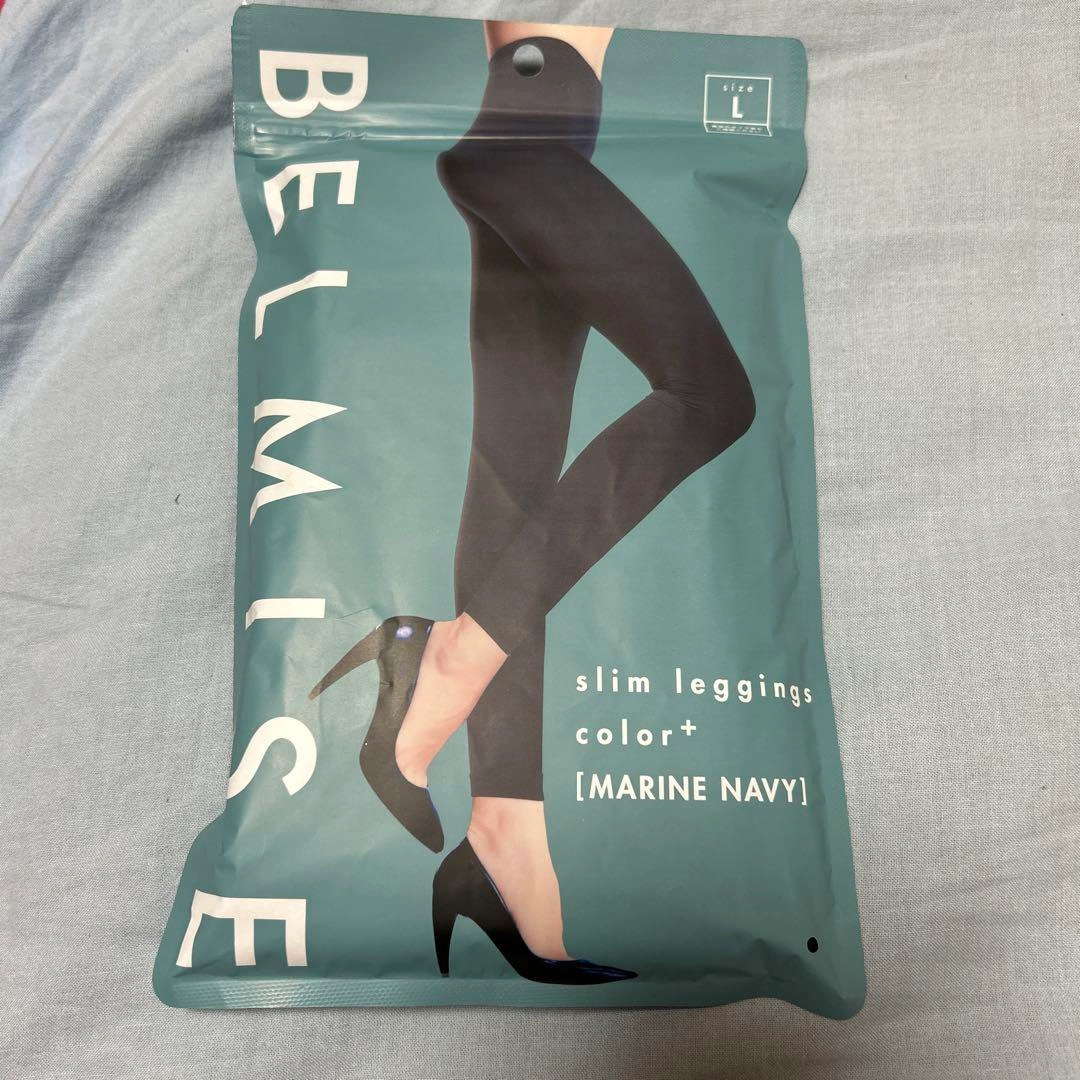 BELMISE
size
L
slim leggings
color+
[MARINE NAVY]